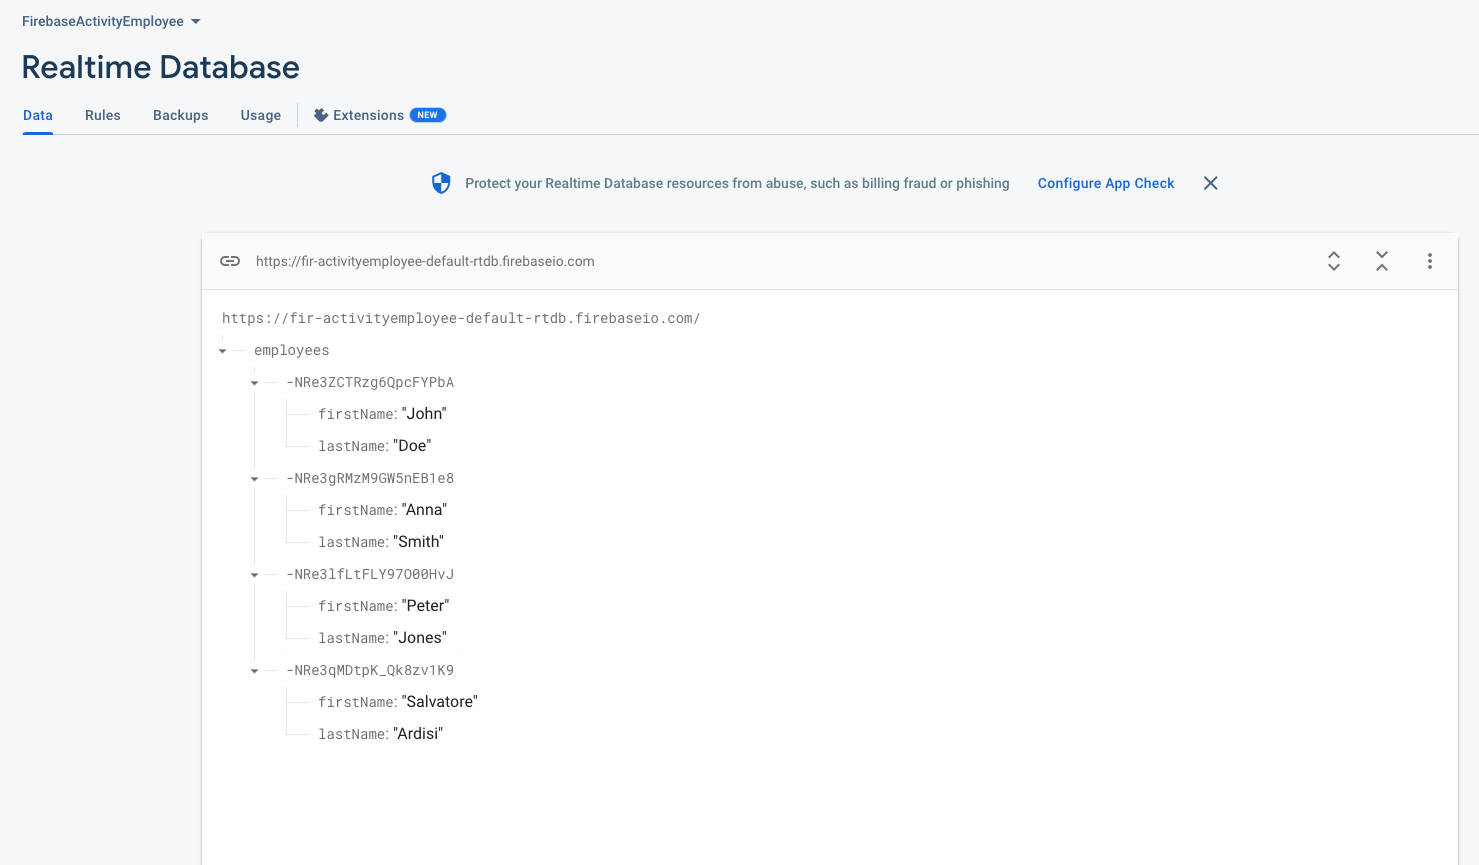 FirebaseActivityEmployee
Realtime Database
Data Rules Backups Usage Extensions NEW
Protect your Realtime Database resources from abuse, such as billing fraud or phishing Configure App Check
https://fir-activityemployee-default-rtdb.firebaseio.com
https://fir-activityemployee-default-rtdb.firebaseio.com/
employees
-NRe3ZCTRzg6QpcFYPbA
firstName: "John"
lastName: "Doe"
-NRe3gRMzM9GW5nEB1e8
firstName: "Anna"
lastName: "Smith"
-NRe3lfLtFLY97O00HvJ
firstName: "Peter"
lastName: "Jones"
-NRe3qMDtpK_Qk8zv1K9
firstName: "Salvatore"
lastName: "Ardisi"